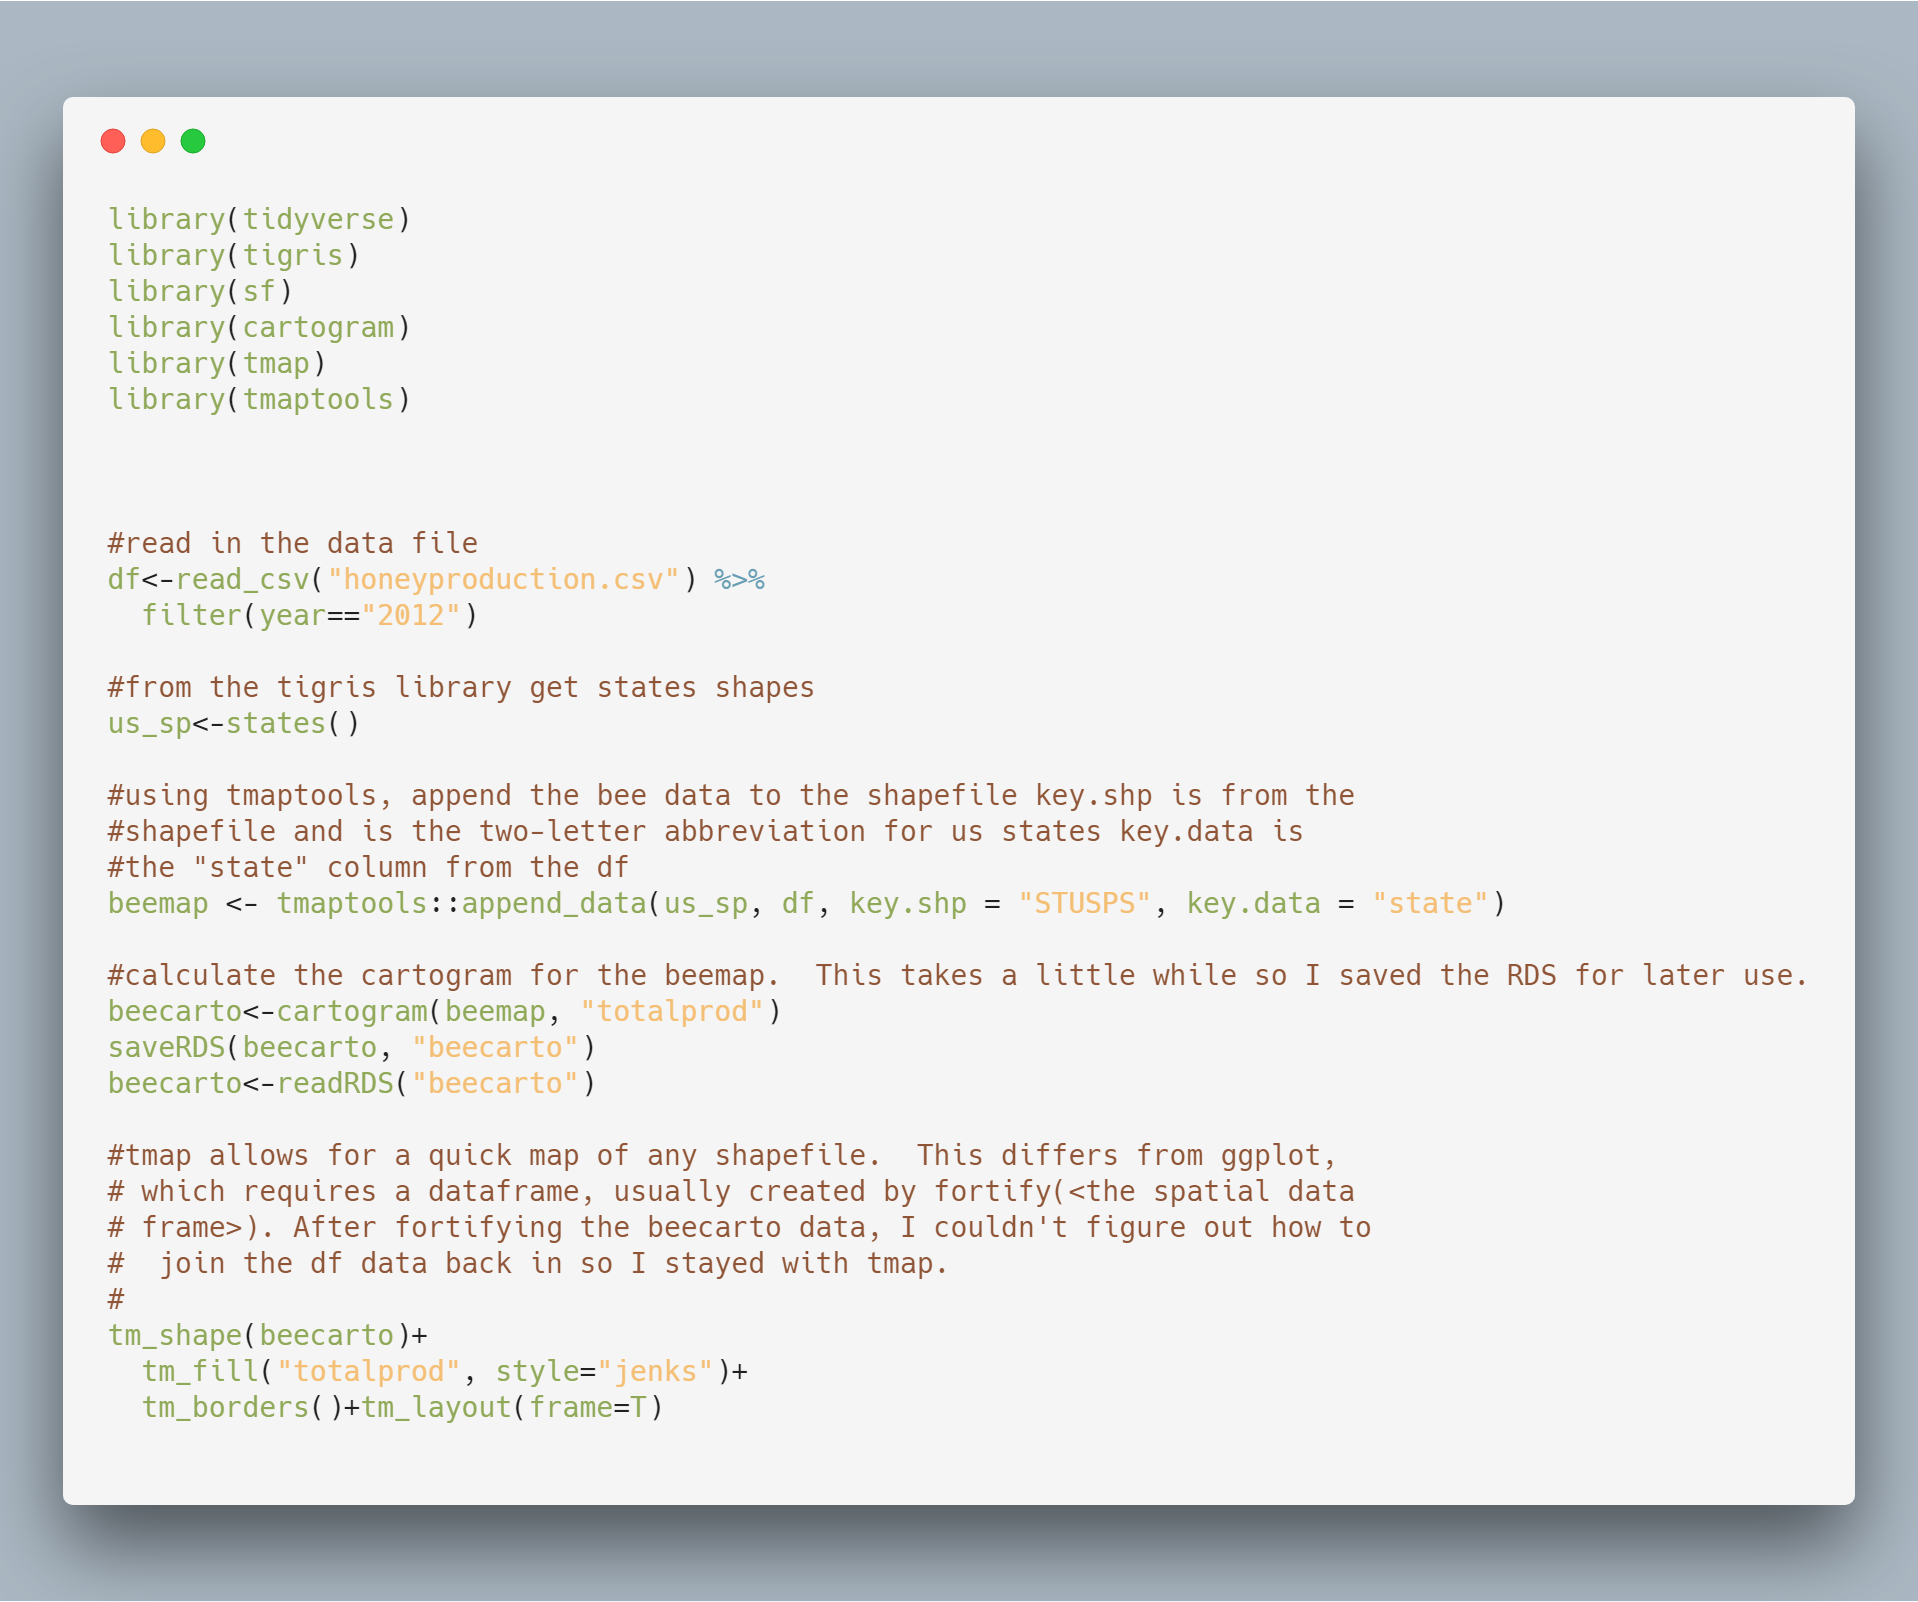 library(tidyverse)
library(tigris)
library(sf)
library(cartogram)
library(tmap)
library(tmaptools)
#read in the data file
df<-read_csv("honeyproduction.csv") %>%
  filter(year=="2012")
#from the tigris library get states shapes
us_sp<-states()
#using tmaptools, append the bee data to the shapefile key.shp is from the
#shapefile and is the two-letter abbreviation for us states key.data is
#the "state" column from the df
beemap <- tmaptools::append_data(us_sp, df, key.shp = "STUSPS", key.data = "state")
#calculate the cartogram for the beemap.  This takes a little while so I saved the RDS for later use.
beecarto<-cartogram(beemap, "totalprod")
saveRDS(beecarto, "beecarto")
beecarto<-readRDS("beecarto")
#tmap allows for a quick map of any shapefile.  This differs from ggplot,
# which requires a dataframe, usually created by fortify(<the spatial data
# frame>). After fortifying the beecarto data, I couldn't figure out how to
#  join the df data back in so I stayed with tmap.
#
tm_shape(beecarto)+
  tm_fill("totalprod", style="jenks")+
  tm_borders()+tm_layout(frame=T)